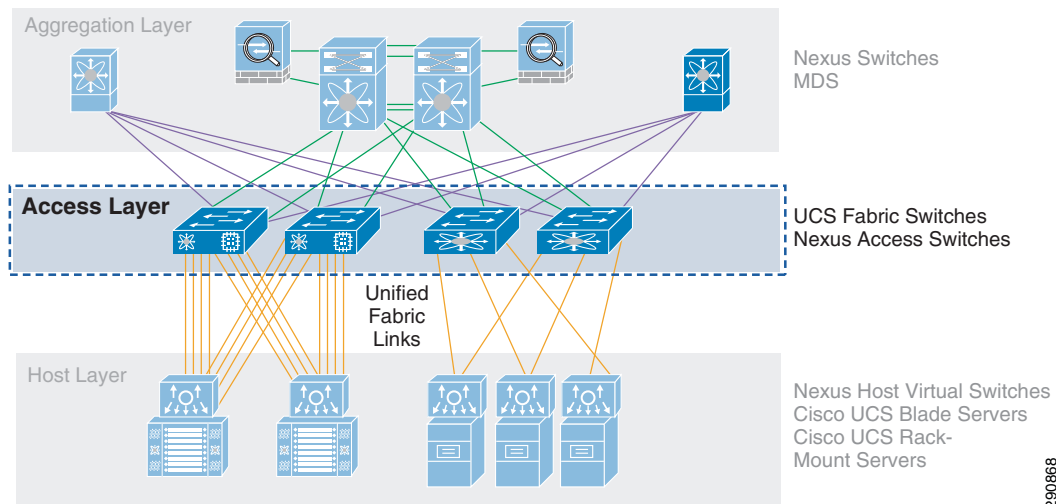 Aggregation Layer
Nexus Switches
MDS
Access Layer
UCS Fabric Switches
Nexus Access Switches
Unified
Fabric
Links
Host Layer
Nexus Host Virtual Switches
Cisco UCS Blade Servers
Cisco UCS Rack-
Mount Servers
290868